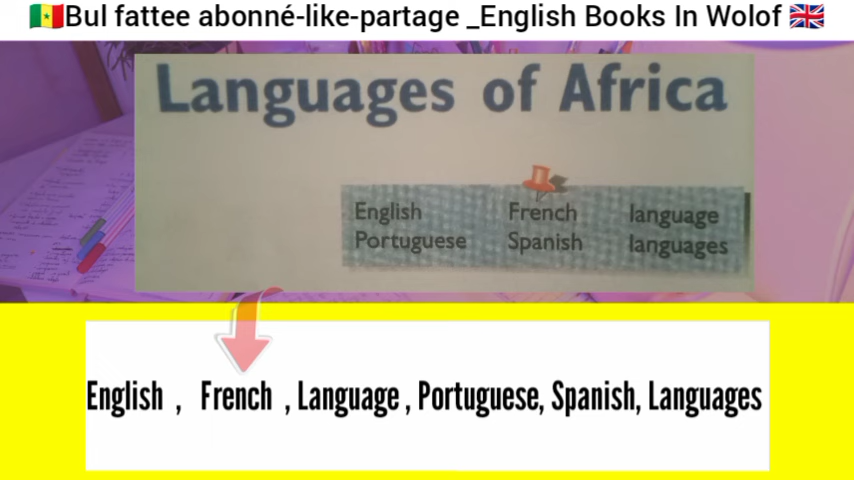 🇸🇳Bul fattee abonné-like-partage _English Books In Wolof 🇬🇧
Languages of Africa
English French language
Portuguese Spanish languages
English , French , Language , Portuguese, Spanish, Languages